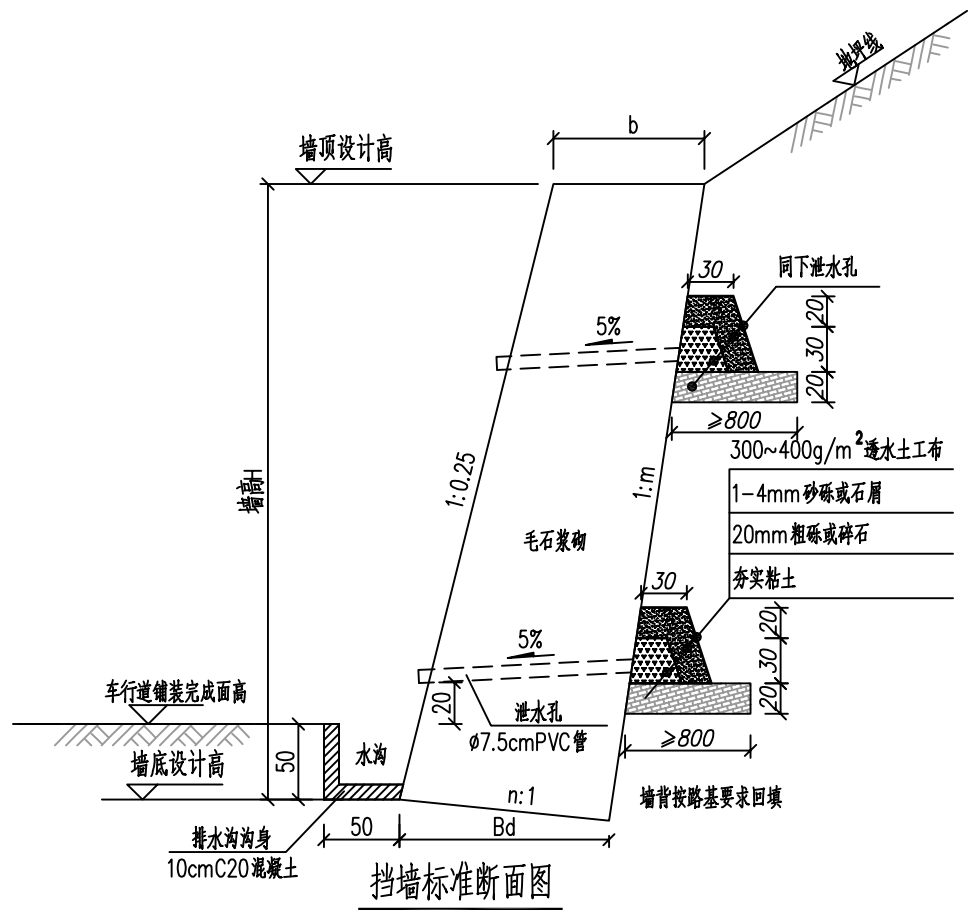 地坪线
b
墙顶设计高
30
同下泄水孔
20
5%
30
20
≥800
300~400g/m²透水土工布
1:0.25
1:m
1-4mm砂砾或石屑
墙高H
毛石浆砌
20mm粗砾或碎石
夯实粘土
30
20
5%
30
车行道铺装完成面高
20
20
泄水孔
ø7.5cmPVC管
≥800
水沟
50
墙底设计高
n:1
墙背按路基要求回填
50
Bd
排水沟沟身
10cmC20混凝土
挡墙标准断面图